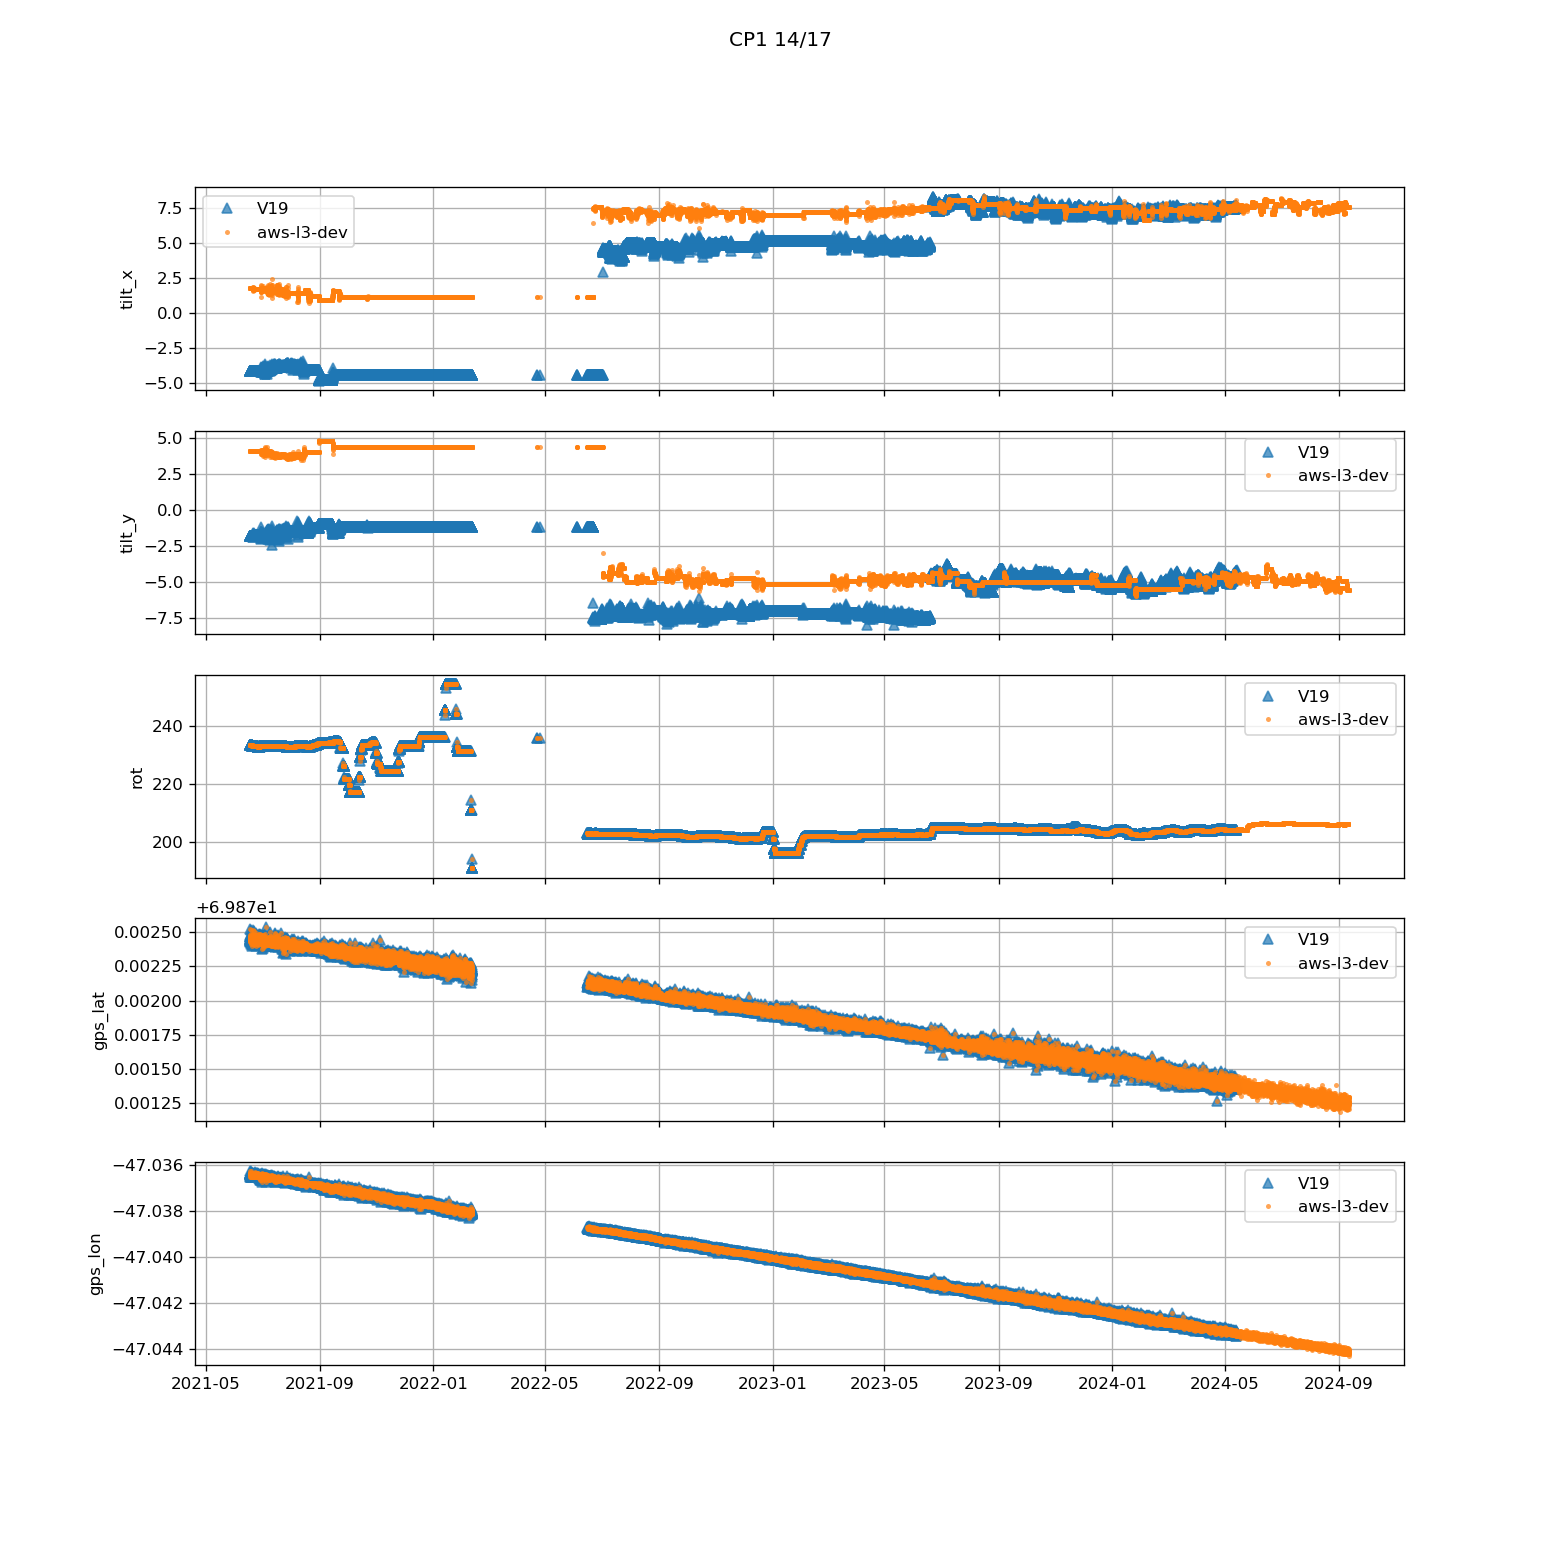 CP1 14/17
V19
aws-l3-dev
7.5
5.0
2.5
0.0
−2.5
−5.0
tilt_x
V19
aws-l3-dev
5.0
2.5
0.0
−2.5
−5.0
−7.5
tilt_y
V19
aws-l3-dev
240
220
200
rot
+6.987e1
V19
aws-l3-dev
0.00250
0.00225
0.00200
0.00175
0.00150
0.00125
gps_lat
V19
aws-l3-dev
−47.036
−47.038
−47.040
−47.042
−47.044
gps_lon
2021-05 2021-09 2022-01 2022-05 2022-09 2023-01 2023-05 2023-09 2024-01 2024-05 2024-09